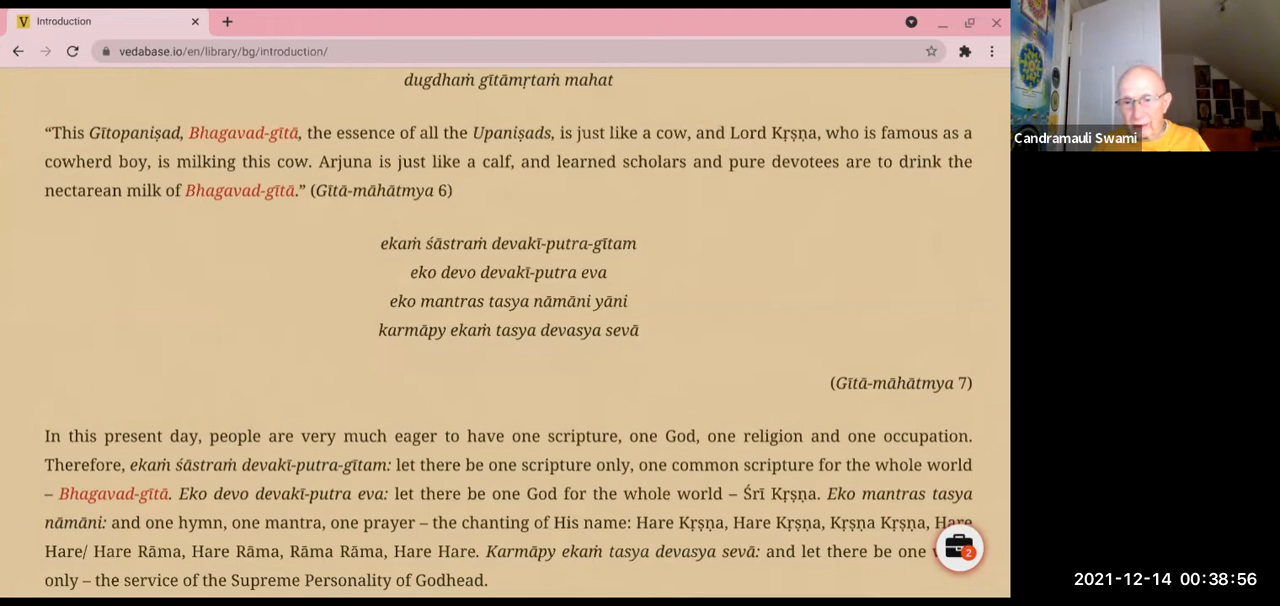 Introduction
vedabase.io/en/library/bg/introduction/
dugdhaṁ gītāmṛtaṁ mahat
“This Gītopaniṣad, Bhagavad-gītā, the essence of all the Upaniṣads, is just like a cow, and Lord Kṛṣṇa, who is famous as a
cowherd boy, is milking this cow. Arjuna is just like a calf, and learned scholars and pure devotees are to drink the
nectarean milk of Bhagavad-gītā.” (Gītā-māhātmya 6)
ekaṁ śāstraṁ devakī-putra-gītam
eko devo devakī-putra eva
eko mantras tasya nāmāni yāni
karmāpy ekaṁ tasya devasya sevā
(Gītā-māhātmya 7)
In this present day, people are very much eager to have one scripture, one God, one religion and one occupation.
Therefore, ekaṁ śāstraṁ devakī-putra-gītam: let there be one scripture only, one common scripture for the whole world
– Bhagavad-gītā. Eko devo devakī-putra eva: let there be one God for the whole world – Śrī Kṛṣṇa. Eko mantras tasya
nāmāni: and one hymn, one mantra, one prayer – the chanting of His name: Hare Kṛṣṇa, Hare Kṛṣṇa, Kṛṣṇa Kṛṣṇa, Hare
Hare/ Hare Rāma, Hare Rāma, Rāma Rāma, Hare Hare. Karmāpy ekaṁ tasya devasya sevā: and let there be one
only – the service of the Supreme Personality of Godhead.
2
Candramauli Swami
2021-12-14 00:38:56